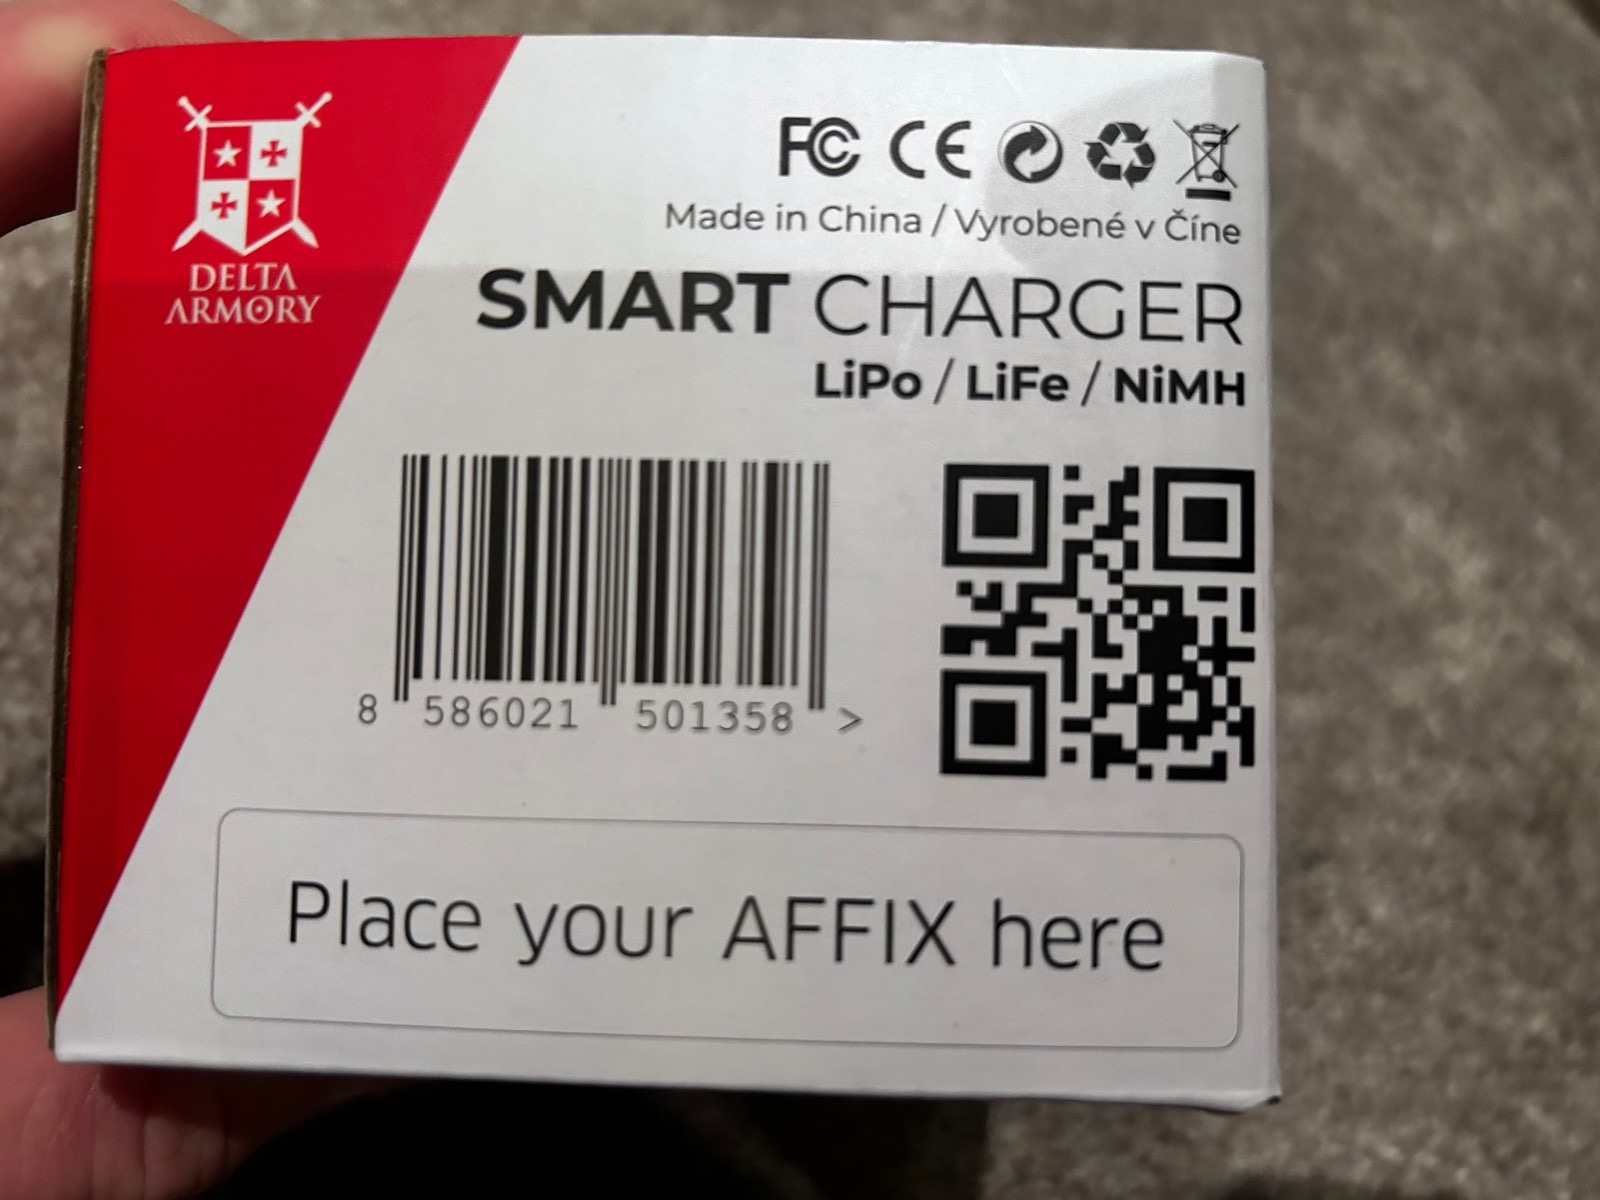 DELTA
ARMORY
FC CE
Made in China / Vyrobené v Číne
SMART CHARGER
LiPo / LiFe / NiMH
8 586021 501358 >
Place your AFFIX here